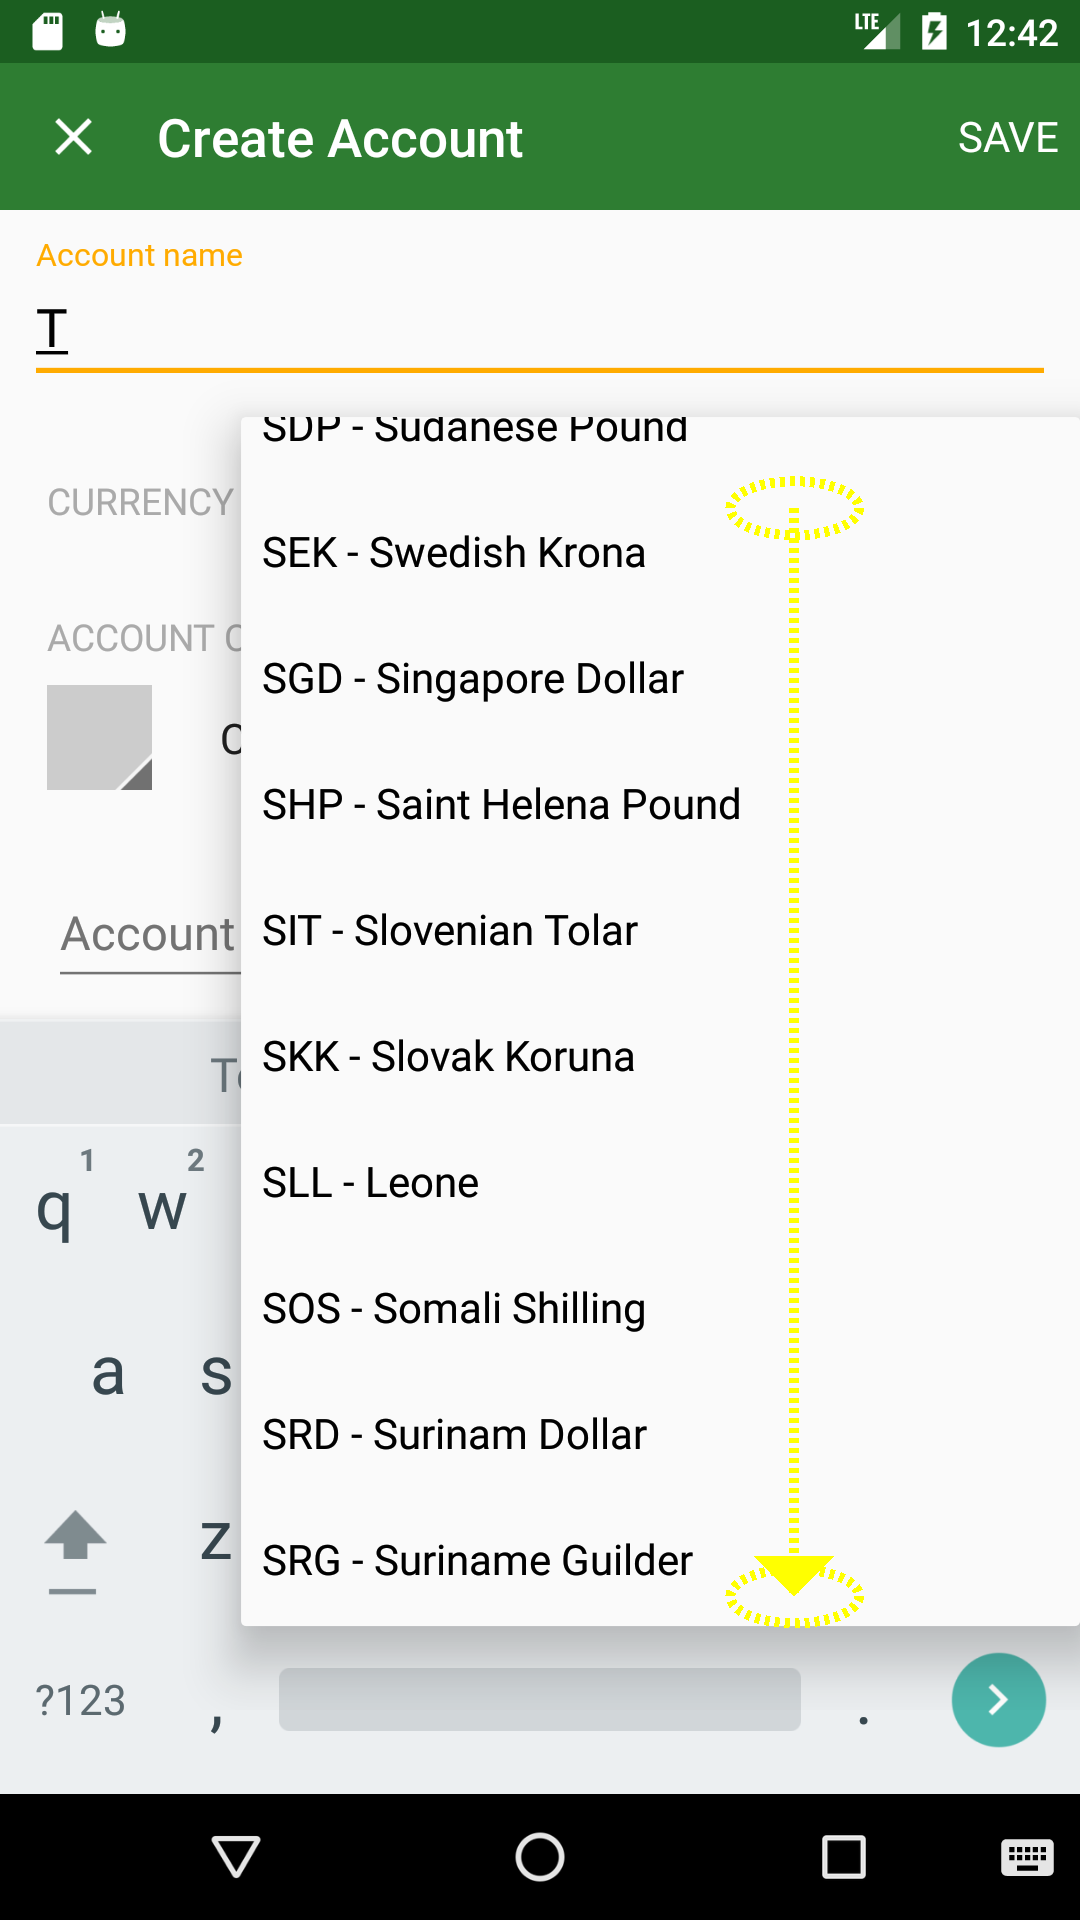 LTE 12:42
Create Account SAVE
Account name
T
SDP - Sudanese Pound
CURRENCY
SEK - Swedish Krona
ACCOUNT
SGD - Singapore Dollar
SHP - Saint Helena Pound
Account
SIT - Slovenian Tolar
SKK - Slovak Koruna
SLL - Leone
1 2
q w
SOS - Somali Shilling
a s
SRD - Surinam Dollar
z
SRG - Suriname Guilder
?123 , .